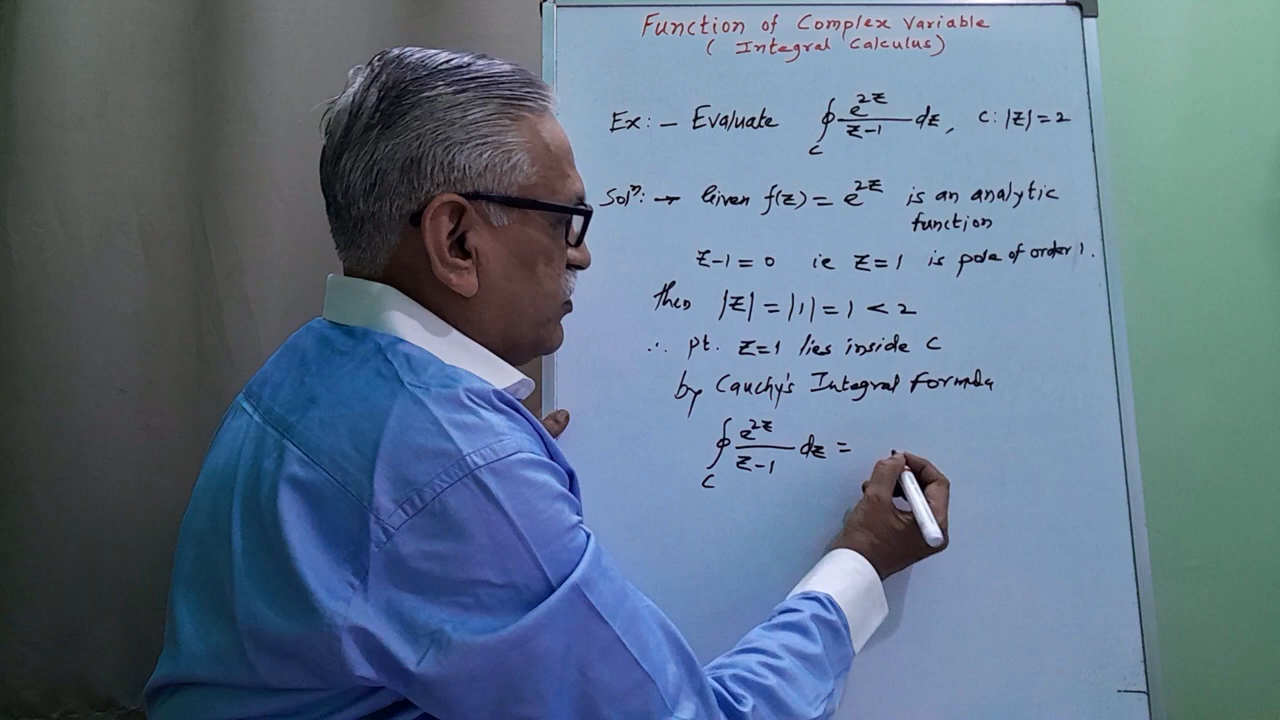 Function of Complex Variable
( Integral Calculus)
Ex: - Evaluate ∮_C e^{2z}/(z-1) dz, C: |z| = 2
Solⁿ: → Given f(z) = e^{2z} is an analytic
function
z-1 = 0 ie z=1 is pole of order 1.
then |z| = |1| = 1 < 2
∴ pt. z=1 lies inside C
by Cauchy's Integral Formula
∮_C e^{2z}/(z-1) dz =